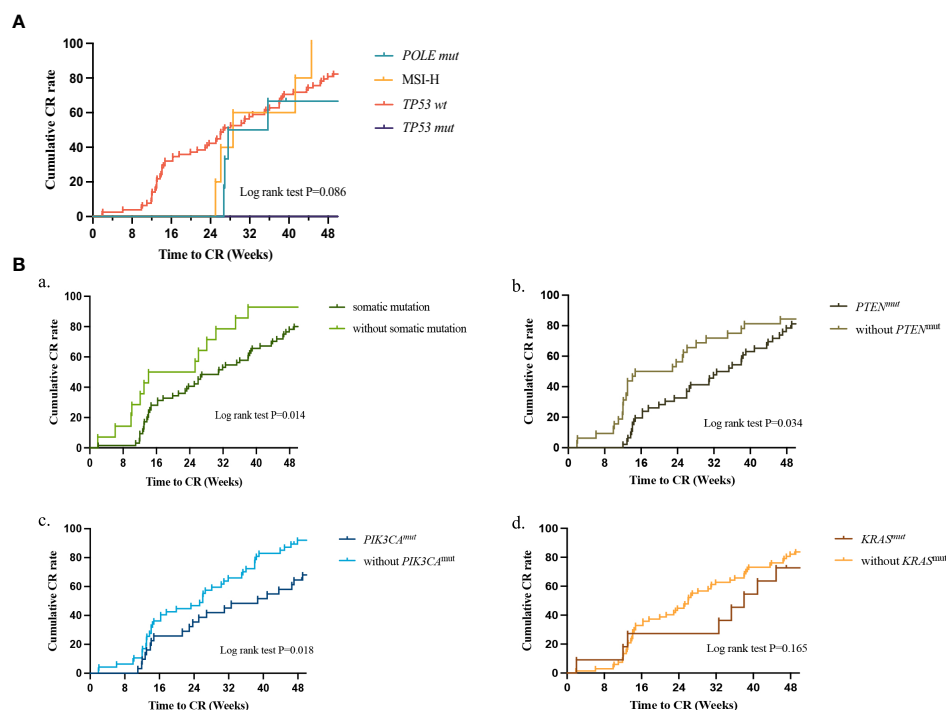 A
Cumulative CR rate
100
80
60
40
20
0
0 8 16 24 32 40 48
Time to CR (Weeks)
Log rank test P=0.086
POLE mut
MSI-H
TP53 wt
TP53 mut
B
a.
Cumulative CR rate
100
80
60
40
20
0
0 8 16 24 32 40 48
Time to CR (Weeks)
Log rank test P=0.014
somatic mutation
without somatic mutation
b.
Cumulative CR rate
100
80
60
40
20
0
0 8 16 24 32 40 48
Time to CR (Weeks)
Log rank test P=0.034
PTENmut
without PTENmut
c.
Cumulative CR rate
100
80
60
40
20
0
0 8 16 24 32 40 48
Time to CR (Weeks)
Log rank test P=0.018
PIK3CAmut
without PIK3CAmut
d.
Cumulative CR rate
100
80
60
40
20
0
0 8 16 24 32 40 48
Time to CR (Weeks)
Log rank test P=0.165
KRASmut
without KRASmut